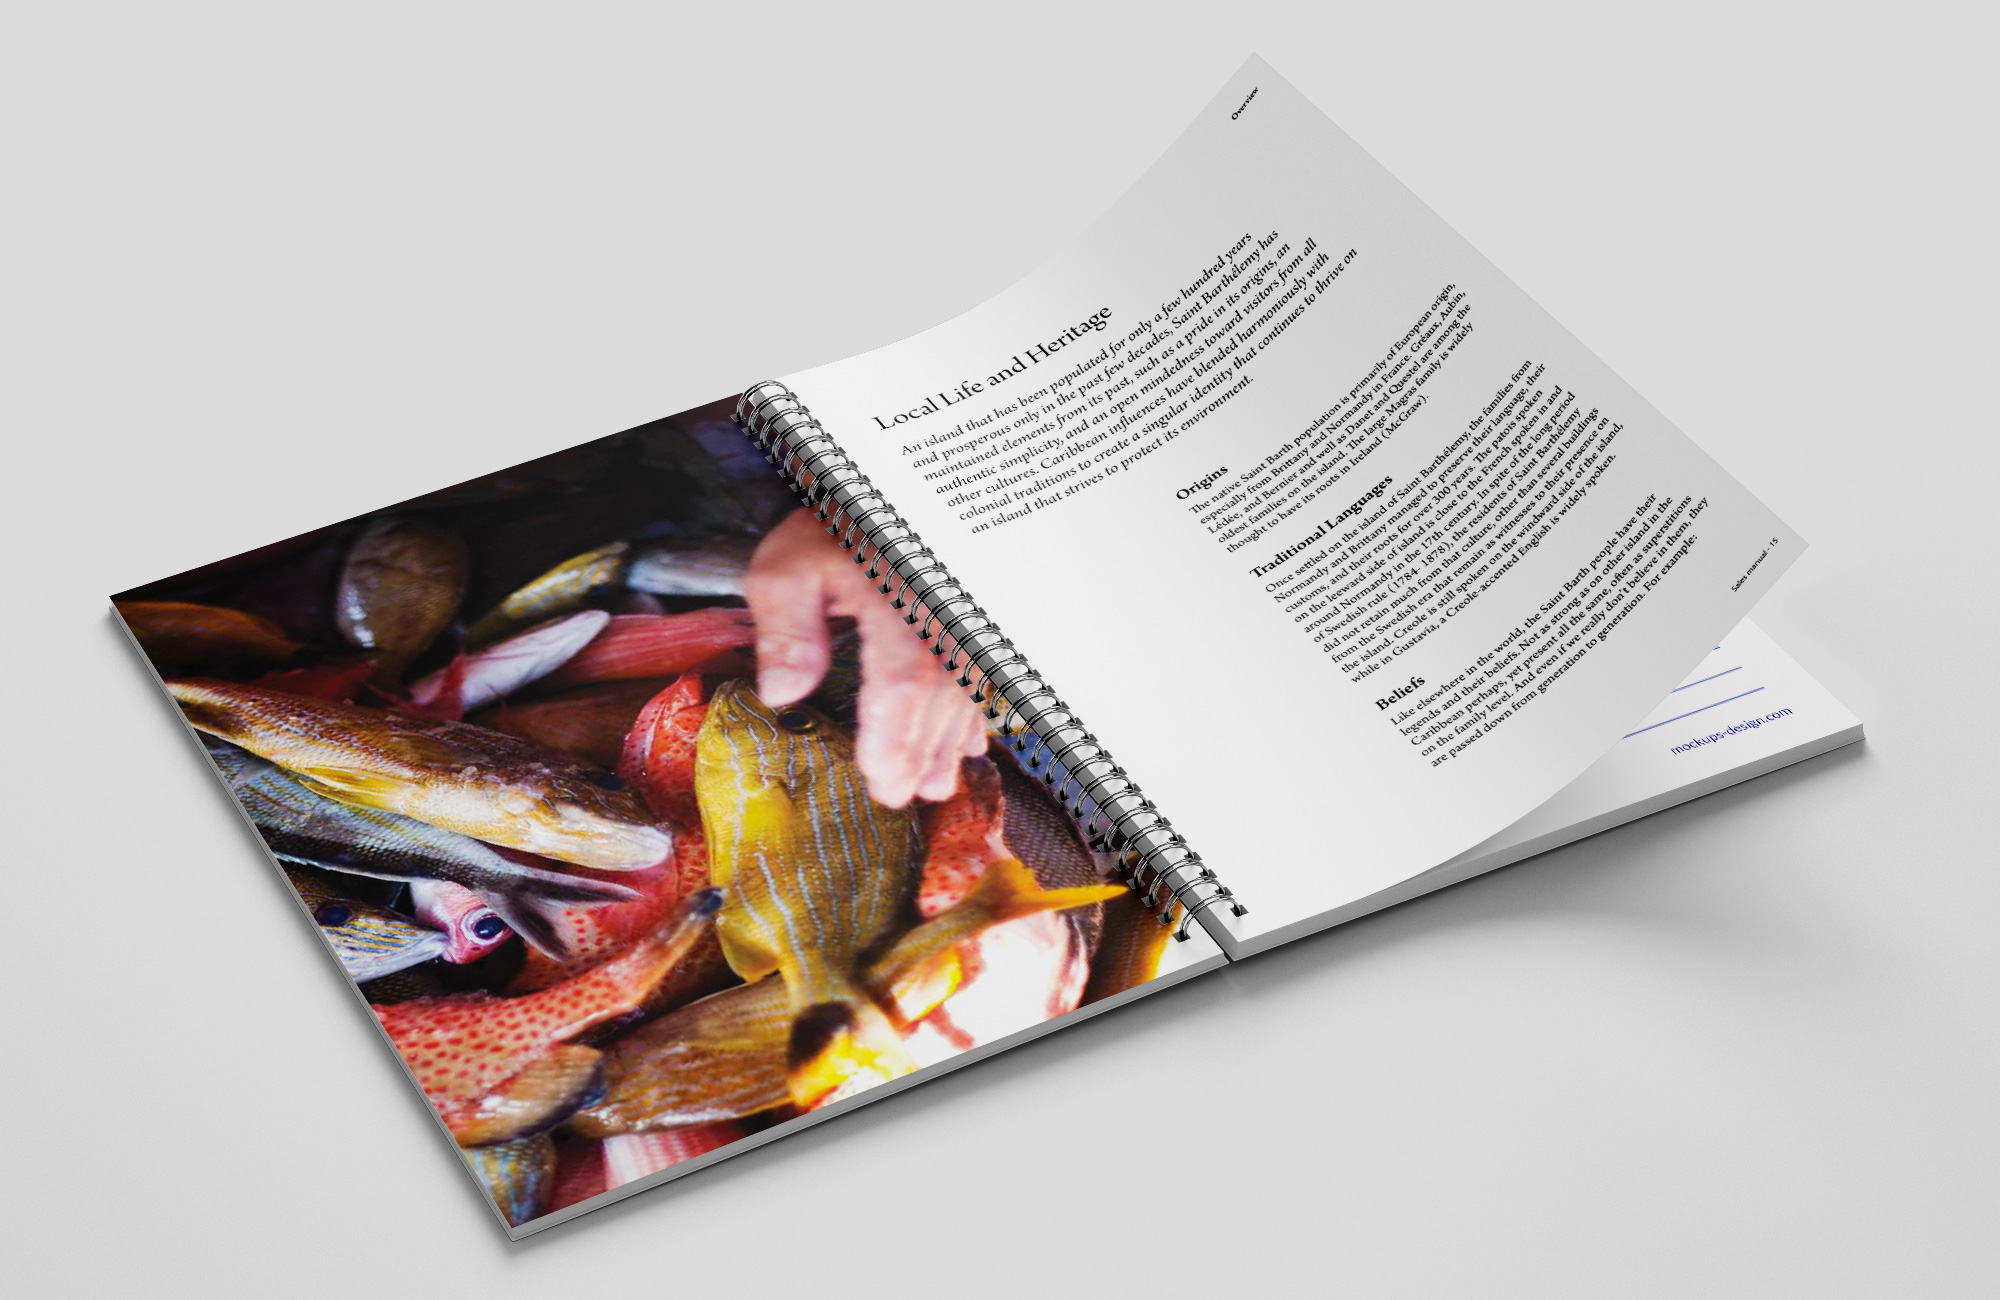 Overview
Local Life and Heritage
An island that has been populated for only a few hundred years
and prosperous only in the past few decades, Saint Barthélemy has
maintained elements from its past, such as a pride in its origins, an
authentic simplicity, and an open mindedness toward visitors from all
other cultures. Caribbean influences have blended harmoniously with
colonial traditions to create a singular identity that continues to thrive on
an island that strives to protect its environment.
Origins
The native Saint Barth population is primarily of European origin,
especially from Brittany and Normandy in France. Gréaux, Aubin,
Lédée, and Bernier and well as Danet and Questel are among the
oldest families on the island. The large Magras family is widely
thought to have its roots in Ireland (McGraw).
Traditional Languages
Once settled on the island of Saint Barthélemy, the families from
Normandy and Brittany managed to preserve their language, their
customs, and their roots for over 300 years. The patois spoken
on the leeward side of island is close to the French spoken in and
around Normandy in the 17th century. In spite of the long period
of Swedish rule (1784- 1878), the residents of Saint Barthélemy
did not retain much from that culture, other than several buildings
from the Swedish era that remain as witnesses to their presence on
the island. Creole is still spoken on the windward side of the island,
while in Gustavia, a Creole-accented English is widely spoken.
Beliefs
Like elsewhere in the world, the Saint Barth people have their
legends and their beliefs. Not as strong as on other island in the
Caribbean perhaps, yet present all the same, often as superstitions
on the family level. And even if we really don't believe in them, they
are passed down from generation to generation. For example:
Sales manual - 15
mockups-design.com